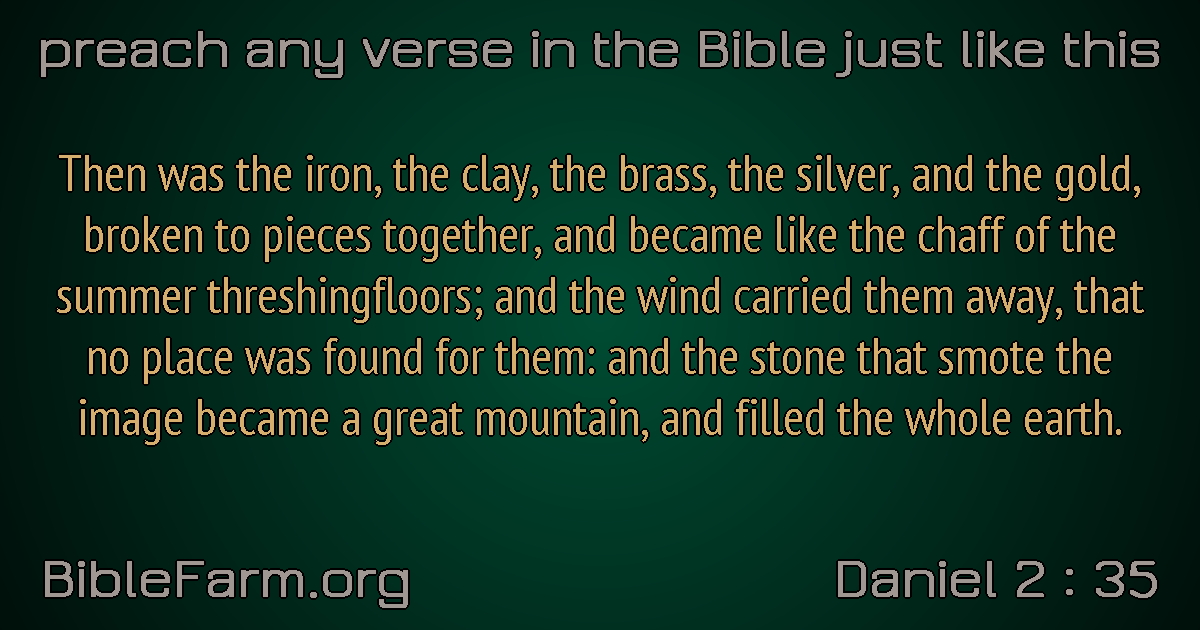 preach any verse in the Bible just like this
Then was the iron, the clay, the brass, the silver, and the gold,
broken to pieces together, and became like the chaff of the
summer threshingfloors; and the wind carried them away, that
no place was found for them: and the stone that smote the
image became a great mountain, and filled the whole earth.
BibleFarm.org
Daniel 2 : 35